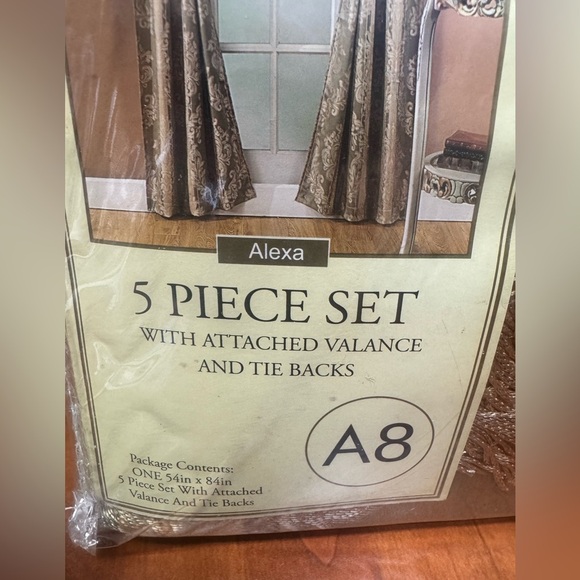 Alexa
5 PIECE SET
WITH ATTACHED VALANCE
AND TIE BACKS
A8
Package Contents:
ONE 54in x 84in
5 Piece Set With Attached
Valance And Tie Backs